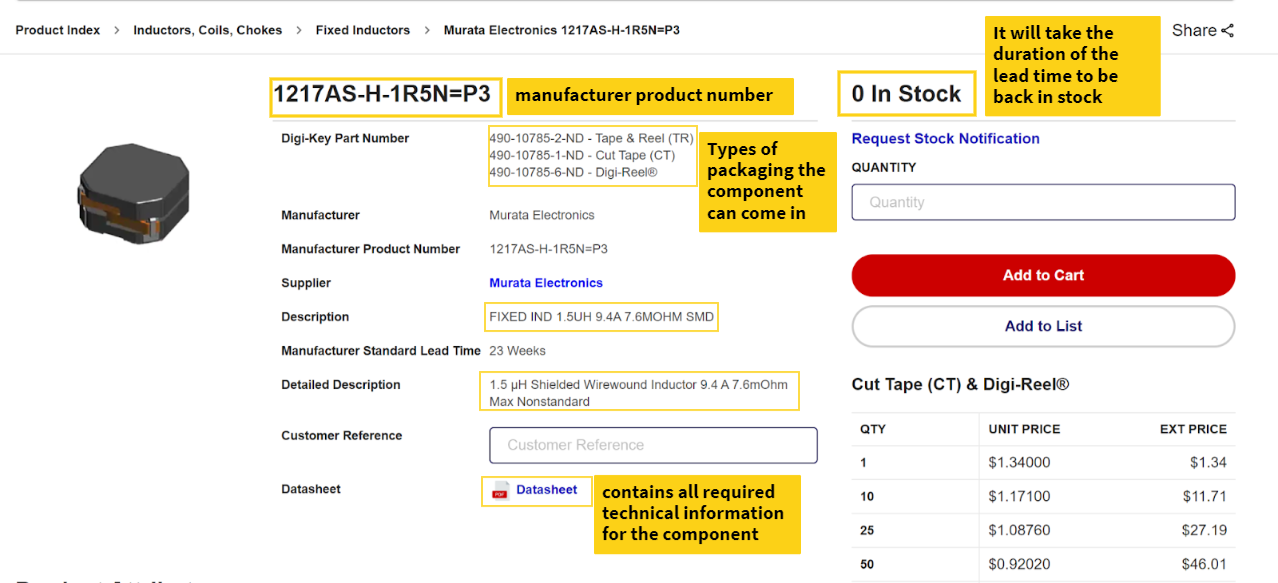 Product Index > Inductors, Coils, Chokes > Fixed Inductors > Murata Electronics 1217AS-H-1R5N=P3
Share
It will take the
duration of the
lead time to be
back in stock
1217AS-H-1R5N=P3
manufacturer product number
0 In Stock
Digi-Key Part Number
490-10785-2-ND - Tape & Reel (TR)
490-10785-1-ND - Cut Tape (CT)
490-10785-6-ND - Digi-Reel®
Types of
packaging the
component
can come in
Manufacturer
Murata Electronics
Manufacturer Product Number
1217AS-H-1R5N=P3
Supplier
Murata Electronics
Description
FIXED IND 1.5UH 9.4A 7.6MOHM SMD
Manufacturer Standard Lead Time
23 Weeks
Detailed Description
1.5 µH Shielded Wirewound Inductor 9.4 A 7.6mOhm
Max Nonstandard
Customer Reference
Customer Reference
Datasheet
PDF
Datasheet
contains all required
technical information
for the component
Request Stock Notification
QUANTITY
Quantity
Add to Cart
Add to List
Cut Tape (CT) & Digi-Reel®
QTY UNIT PRICE EXT PRICE
1 $1.34000 $1.34
10 $1.17100 $11.71
25 $1.08760 $27.19
50 $0.92020 $46.01